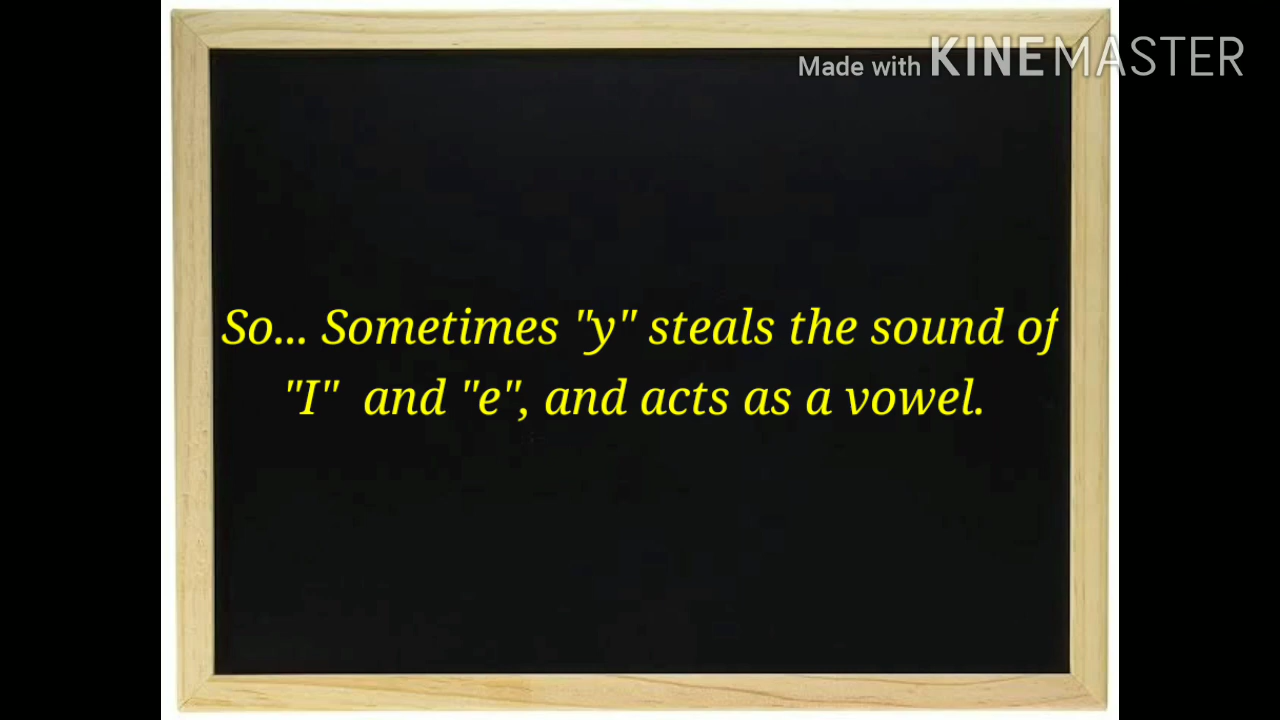 Made with KINEMASTER
So... Sometimes "y" steals the sound of
"I" and "e", and acts as a vowel.